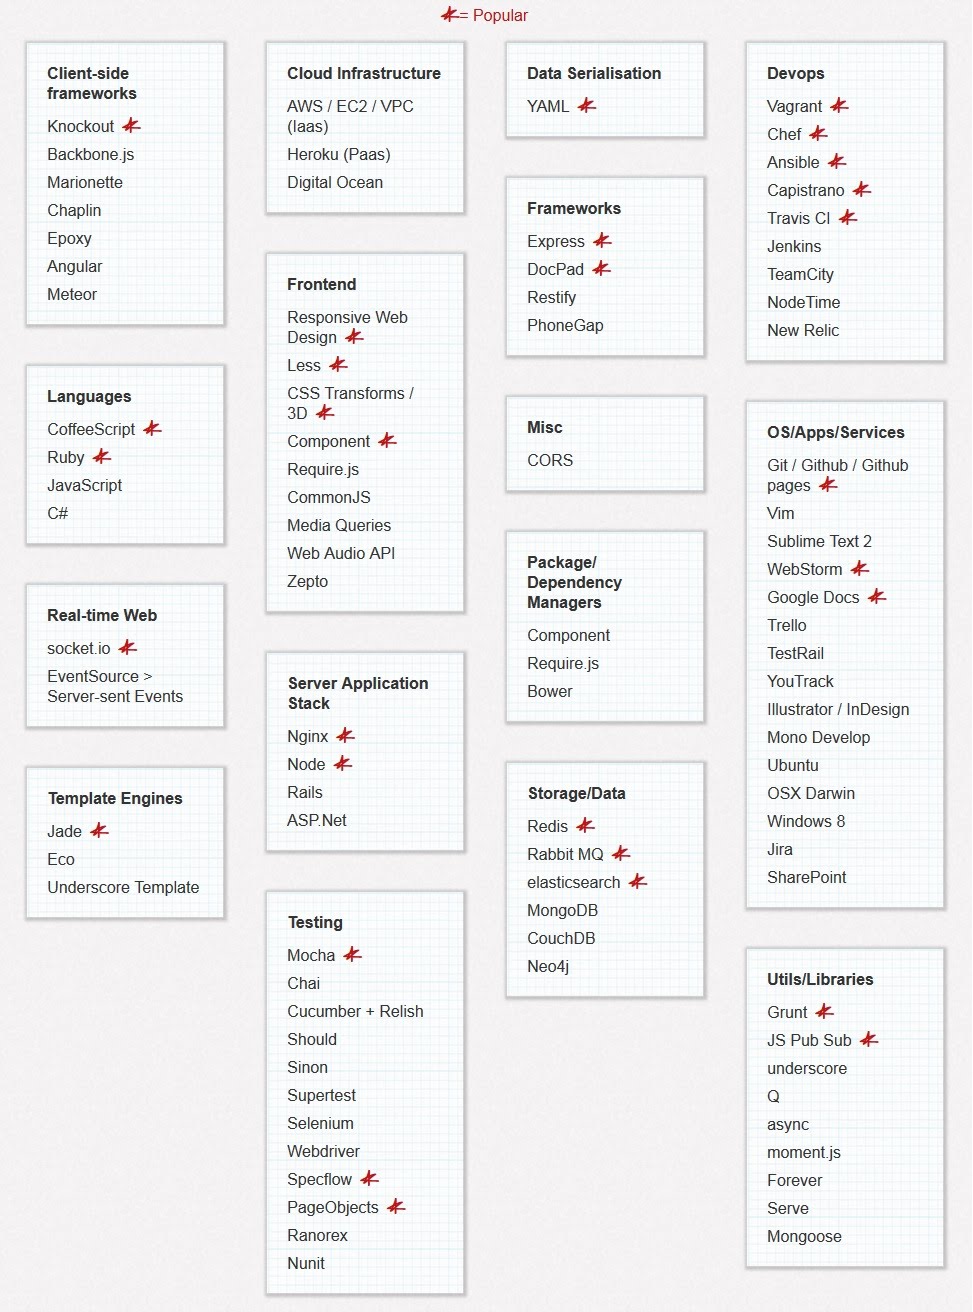 = Popular
Client-side
frameworks
Knockout
Backbone.js
Marionette
Chaplin
Epoxy
Angular
Meteor
Languages
CoffeeScript
Ruby
JavaScript
C#
Real-time Web
socket.io
EventSource >
Server-sent Events
Template Engines
Jade
Eco
Underscore Template
Cloud Infrastructure
AWS / EC2 / VPC
(Iaas)
Heroku (Paas)
Digital Ocean
Frontend
Responsive Web
Design
Less
CSS Transforms /
3D
Component
Require.js
CommonJS
Media Queries
Web Audio API
Zepto
Server Application
Stack
Nginx
Node
Rails
ASP.Net
Testing
Mocha
Chai
Cucumber + Relish
Should
Sinon
Supertest
Selenium
Webdriver
Specflow
PageObjects
Ranorex
Nunit
Data Serialisation
YAML
Frameworks
Express
DocPad
Restify
PhoneGap
Misc
CORS
Package/
Dependency
Managers
Component
Require.js
Bower
Storage/Data
Redis
Rabbit MQ
elasticsearch
MongoDB
CouchDB
Neo4j
Devops
Vagrant
Chef
Ansible
Capistrano
Travis CI
Jenkins
TeamCity
NodeTime
New Relic
OS/Apps/Services
Git / Github / Github
pages
Vim
Sublime Text 2
WebStorm
Google Docs
Trello
TestRail
YouTrack
Illustrator / InDesign
Mono Develop
Ubuntu
OSX Darwin
Windows 8
Jira
SharePoint
Utils/Libraries
Grunt
JS Pub Sub
underscore
Q
async
moment.js
Forever
Serve
Mongoose